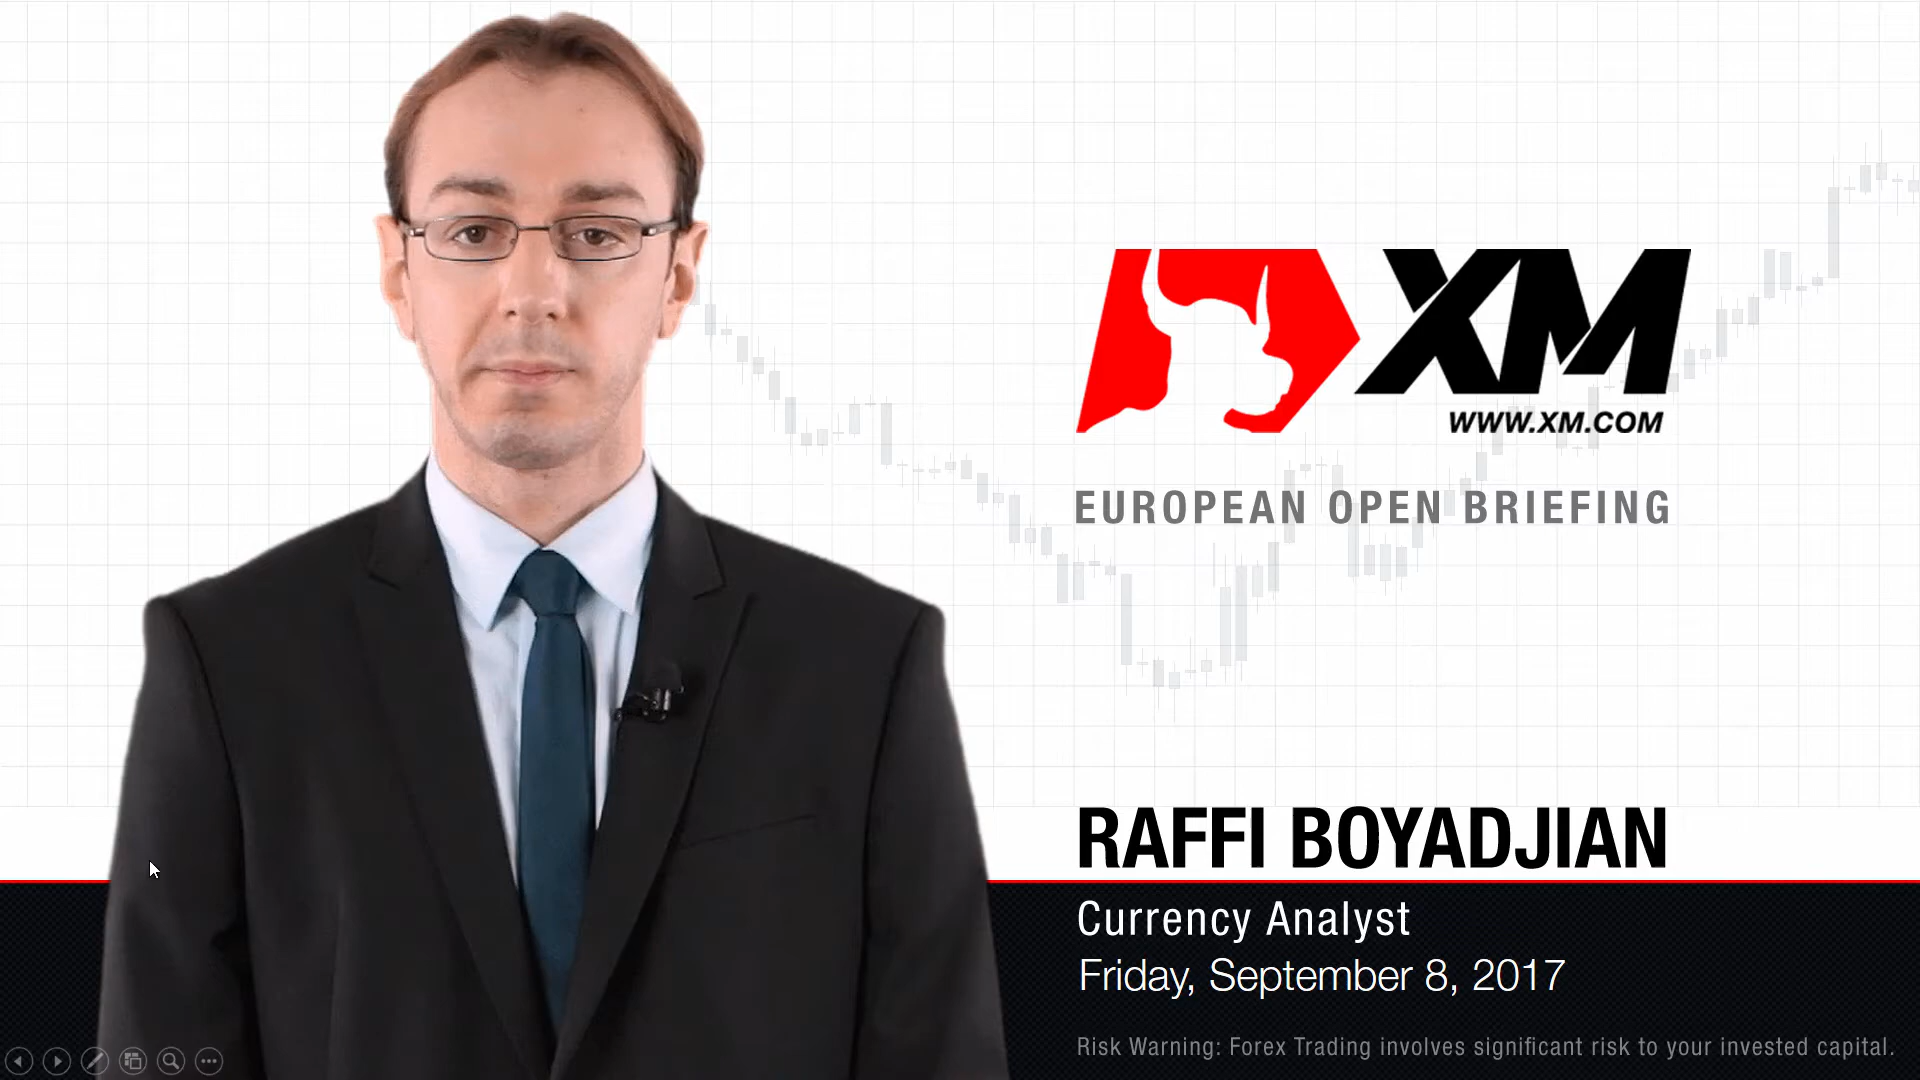 XM
WWW.XM.COM
EUROPEAN OPEN BRIEFING
RAFFI BOYADJIAN
Currency Analyst
Friday, September 8, 2017
Risk Warning: Forex Trading involves significant risk to your invested capital.